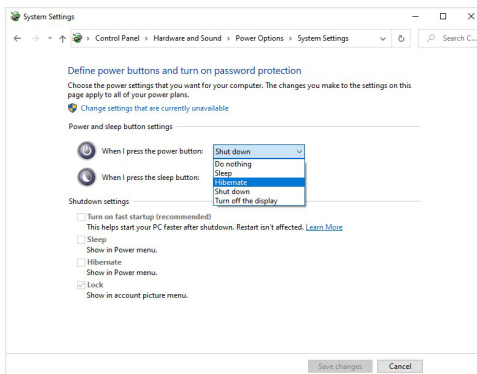 System Settings
Control Panel > Hardware and Sound > Power Options > System Settings
Search C...
Define power buttons and turn on password protection
Choose the power settings that you want for your computer. The changes you make to the settings on this
page apply to all of your power plans.
Change settings that are currently unavailable
Power and sleep button settings
When I press the power button: Shut down
Do nothing
Sleep
When I press the sleep button: Hibernate
Shut down
Turn off the display
Shutdown settings
Turn on fast startup (recommended)
This helps start your PC faster after shutdown. Restart isn't affected. Learn More
Sleep
Show in Power menu.
Hibernate
Show in Power menu.
Lock
Show in account picture menu.
Save changes Cancel